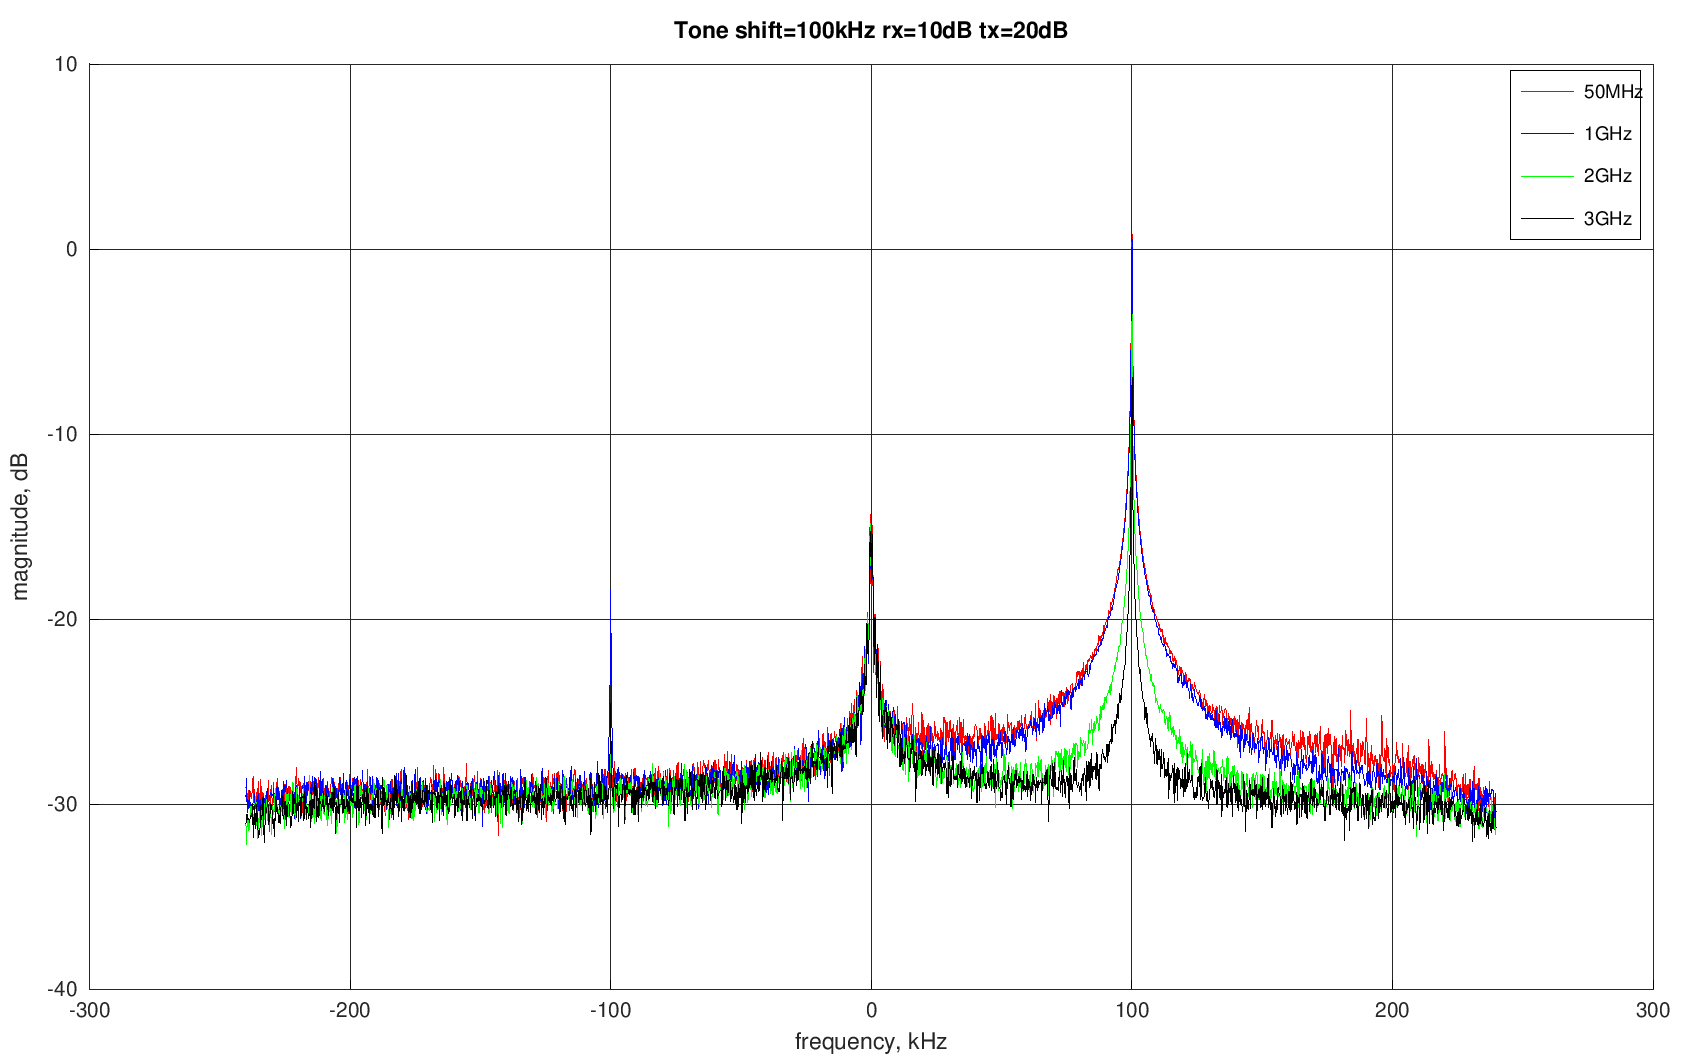 Tone shift=100kHz rx=10dB tx=20dB
10
0
-10
-20
-30
-40
magnitude, dB
50MHz
1GHz
2GHz
3GHz
-300
-200
-100
0
100
200
300
frequency, kHz